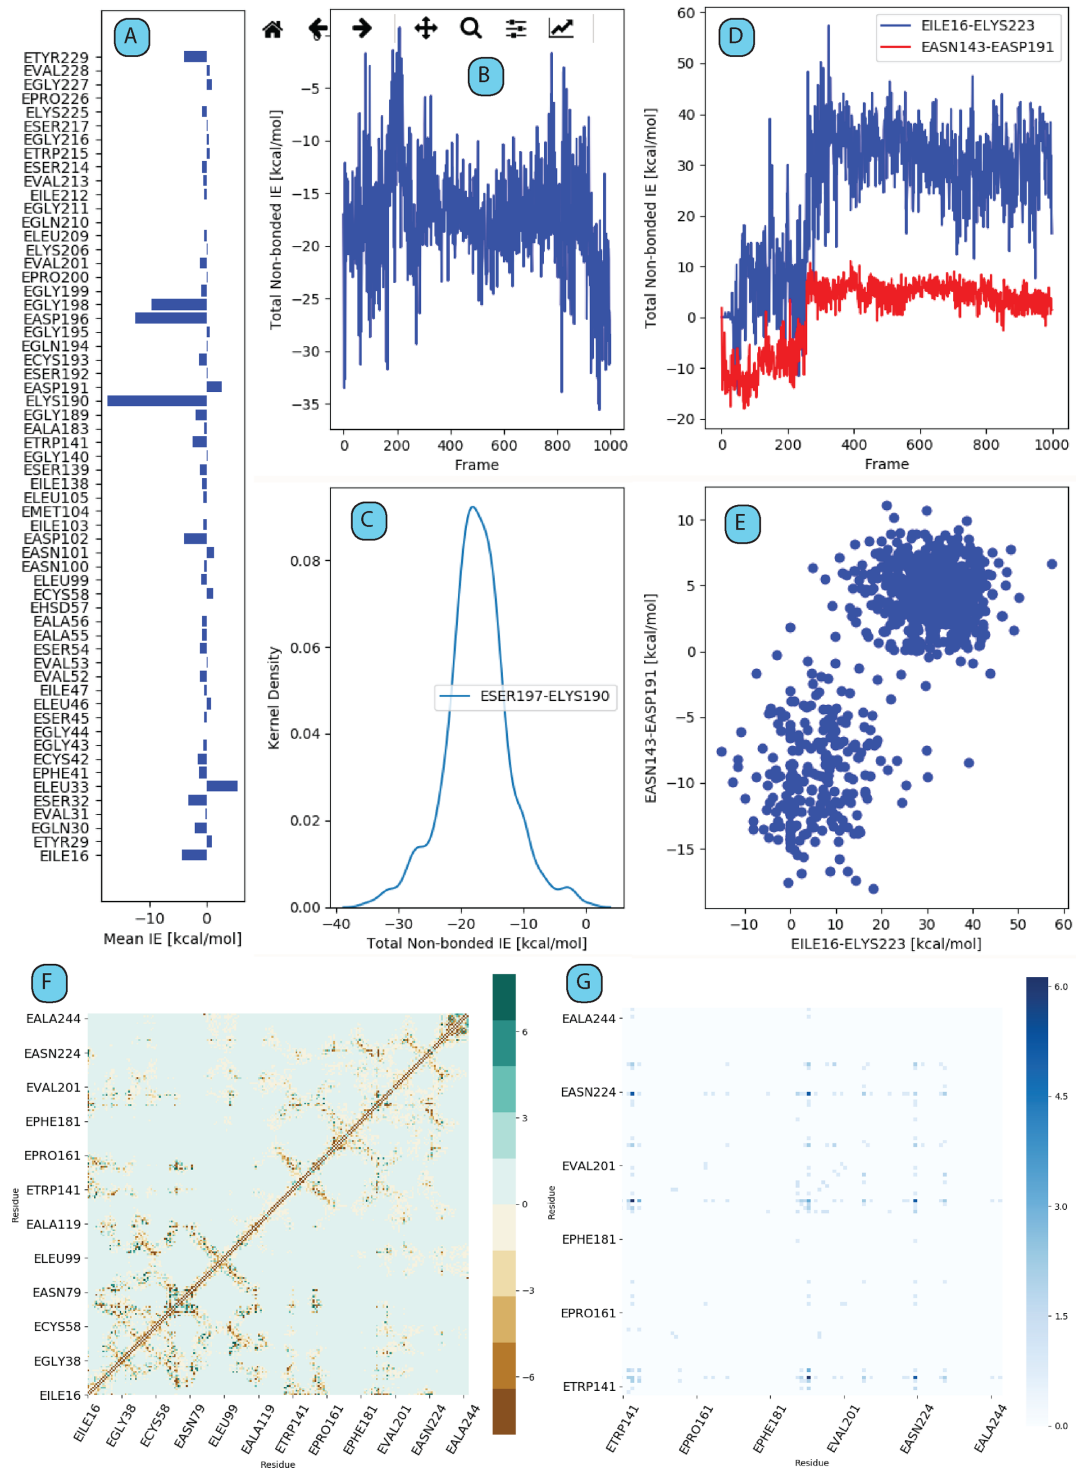 A
ETYR229
EVAL228
EGLY227
EPRO226
ELYS225
ESER217
EGLY216
ETRP215
ESER214
EVAL213
EILE212
EGLY211
EGLN210
ELEU209
ELYS206
EVAL201
EPRO200
EGLY199
EGLY198
EASP196
EGLY195
EGLN194
ECYS193
ESER192
EASP191
ELYS190
EGLY189
EALA183
ETRP141
EGLY140
ESER139
EILE138
ELEU105
EMET104
EILE103
EASP102
EASN101
EASN100
ELEU99
ECYS58
EHSD57
EALA56
EALA55
ESER54
EVAL53
EVAL52
EILE47
ELEU46
ESER45
EGLY44
EGLY43
ECYS42
EPHE41
ELEU33
ESER32
EVAL31
EGLN30
ETYR29
EILE16
−10 0
Mean IE [kcal/mol]
B
Total Non-bonded IE [kcal/mol]
0
−5
−10
−15
−20
−25
−30
−35
0 200 400 600 800 1000
Frame
D
EILE16-ELYS223
EASN143-EASP191
Total Non-bonded IE [kcal/mol]
60
50
40
30
20
10
0
−10
−20
0 200 400 600 800 1000
Frame
C
ESER197-ELYS190
Kernel Density
0.08
0.06
0.04
0.02
0.00
−40 −30 −20 −10 0
Total Non-bonded IE [kcal/mol]
E
EASN143-EASP191 [kcal/mol]
10
5
0
−5
−10
−15
−10 0 10 20 30 40 50 60
EILE16-ELYS223 [kcal/mol]
F
Residue
EALA244
EASN224
EVAL201
EPHE181
EPRO161
ETRP141
EALA119
ELEU99
EASN79
ECYS58
EGLY38
EILE16
EILE16 EGLY38 ECYS58 EASN79 ELEU99 EALA119 ETRP141 EPRO161 EPHE181 EVAL201 EASN224 EALA244
Residue
6
3
0
−3
−6
G
Residue
EALA244
EASN224
EVAL201
EPHE181
EPRO161
ETRP141
ETRP141 EPRO161 EPHE181 EVAL201 EASN224 EALA244
Residue
6.0
4.5
3.0
1.5
0.0